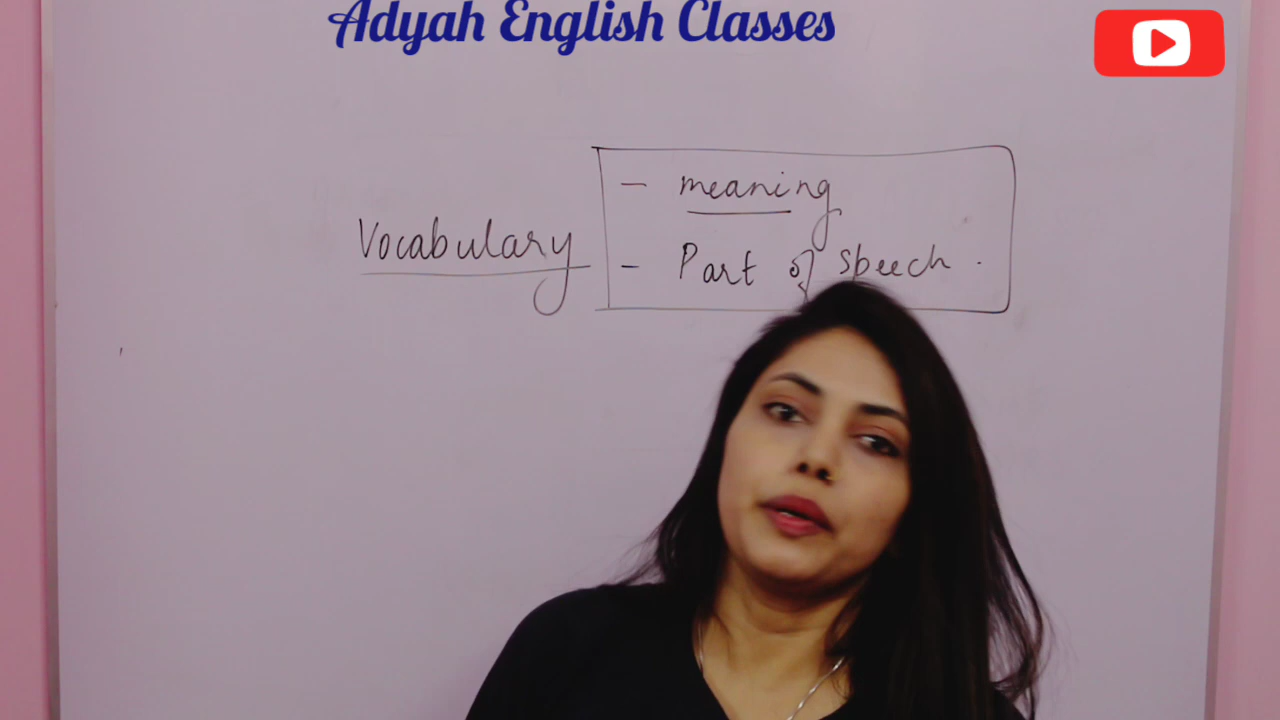 Adyah English Classes
- meaning
Vocabulary
- Part of speech.